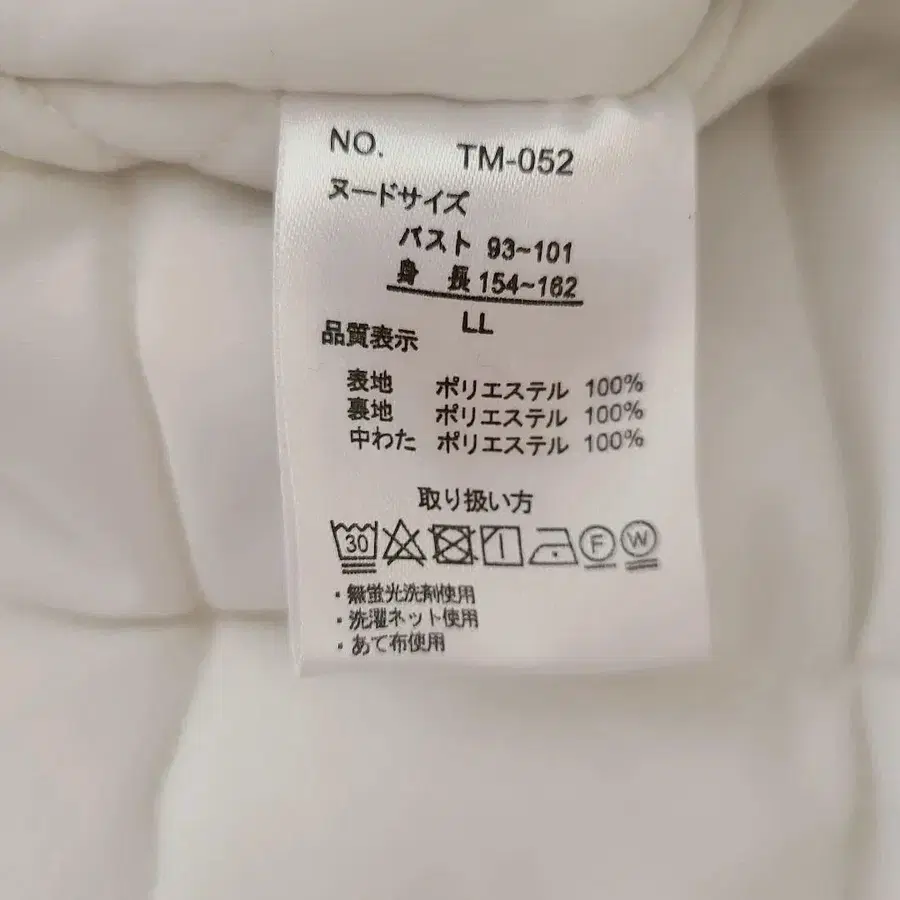 NO. TM-052
ヌードサイズ
バスト 93~101
身 長 154~162
LL
品質表示
表地 ポリエステル 100%
裏地 ポリエステル 100%
中わた ポリエステル 100%
取り扱い方
30 F W
・無蛍光洗剤使用
・洗濯ネット使用
・あて布使用